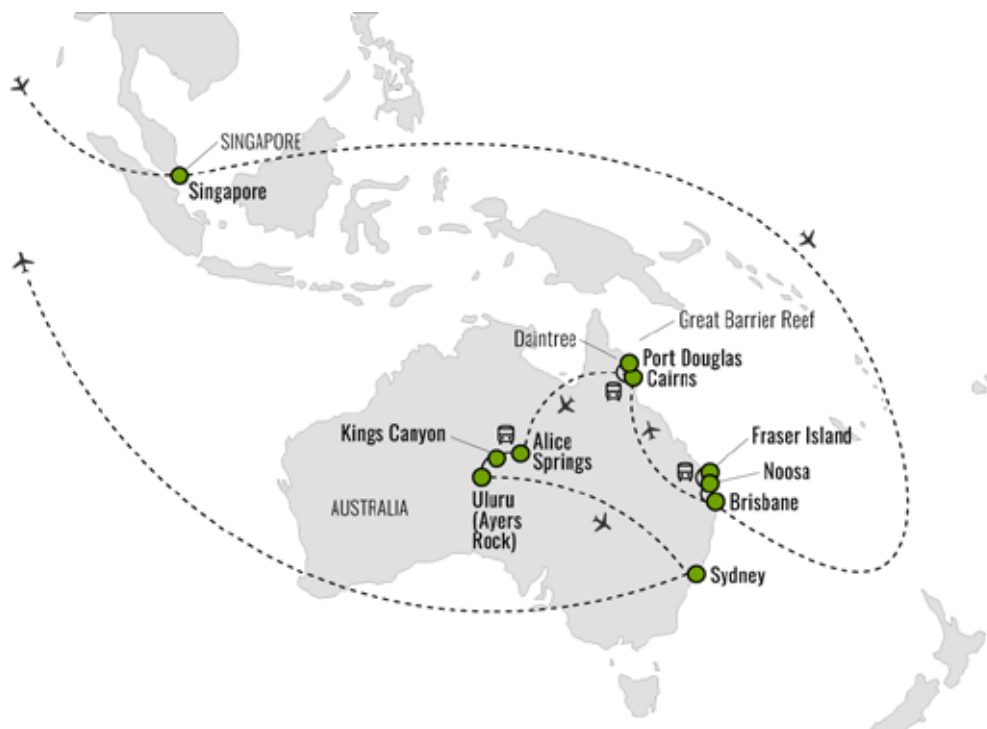 SINGAPORE
Singapore
Great Barrier Reef
Daintree
Port Douglas
Cairns
Kings Canyon
Alice
Springs
Fraser Island
Noosa
Brisbane
AUSTRALIA
Uluru
(Ayers
Rock)
Sydney